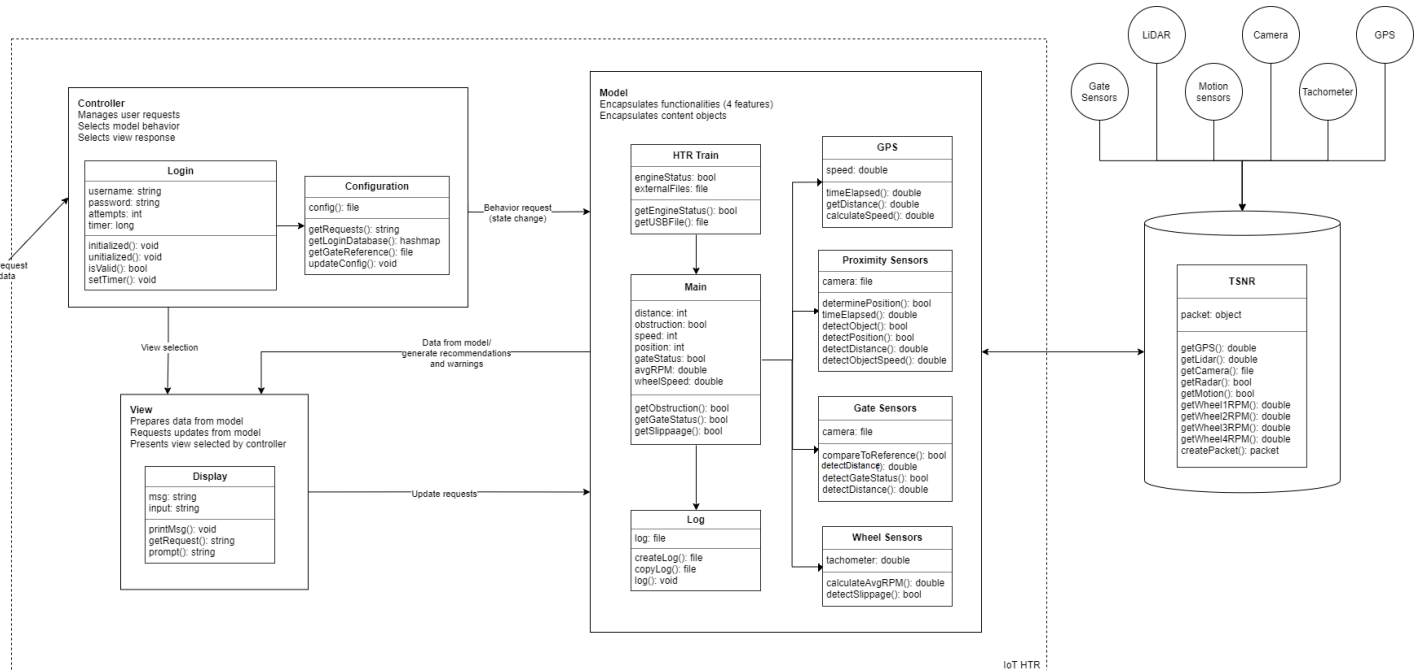 request
data
Controller
Manages user requests
Selects model behavior
Selects view response
Login
username: string
password: string
attempts: int
timer: long
initialized(): void
unitialized(): void
isValid(): bool
setTimer(): void
Configuration
config(): file
getRequests(): string
getLoginDatabase(): hashmap
getGateReference(): file
updateConfig(): void
Behavior request
(state change)
View selection
Data from model/
generate recommendations
and warnings
View
Prepares data from model
Requests updates from model
Presents view selected by controller
Display
msg: string
input: string
printMsg(): void
getRequest(): string
prompt(): string
Update requests
Model
Encapsulates functionalities (4 features)
Encapsulates content objects
HTR Train
engineStatus: bool
externalFiles: file
getEngineStatus(): bool
getUSBFile(): file
Main
distance: int
obstruction: bool
speed: int
position: int
gateStatus: bool
avgRPM: double
wheelSpeed: double
getObstruction(): bool
getGateStatus(): bool
getSlippaage(): bool
Log
log: file
createLog(): file
copyLog(): file
log(): void
GPS
speed: double
timeElapsed(): double
getDistance(): double
calculateSpeed(): double
Proximity Sensors
camera: file
determinePosition(): bool
timeElapsed(): double
detectObject(): bool
detectPosition(): bool
detectDistance(): double
detectObjectSpeed(): double
Gate Sensors
camera: file
compareToReference(): bool
detectDistance(): double
detectGateStatus(): bool
detectDistance(): double
Wheel Sensors
tachometer: double
calculateAvgRPM(): double
detectSlippage(): bool
IoT HTR
LiDAR
Camera
GPS
Gate
Sensors
Motion
sensors
Tachometer
TSNR
packet: object
getGPS(): double
getLidar(): double
getCamera(): file
getRadar(): bool
getMotion(): bool
getWheel1RPM(): double
getWheel2RPM(): double
getWheel3RPM(): double
getWheel4RPM(): double
createPacket(): packet